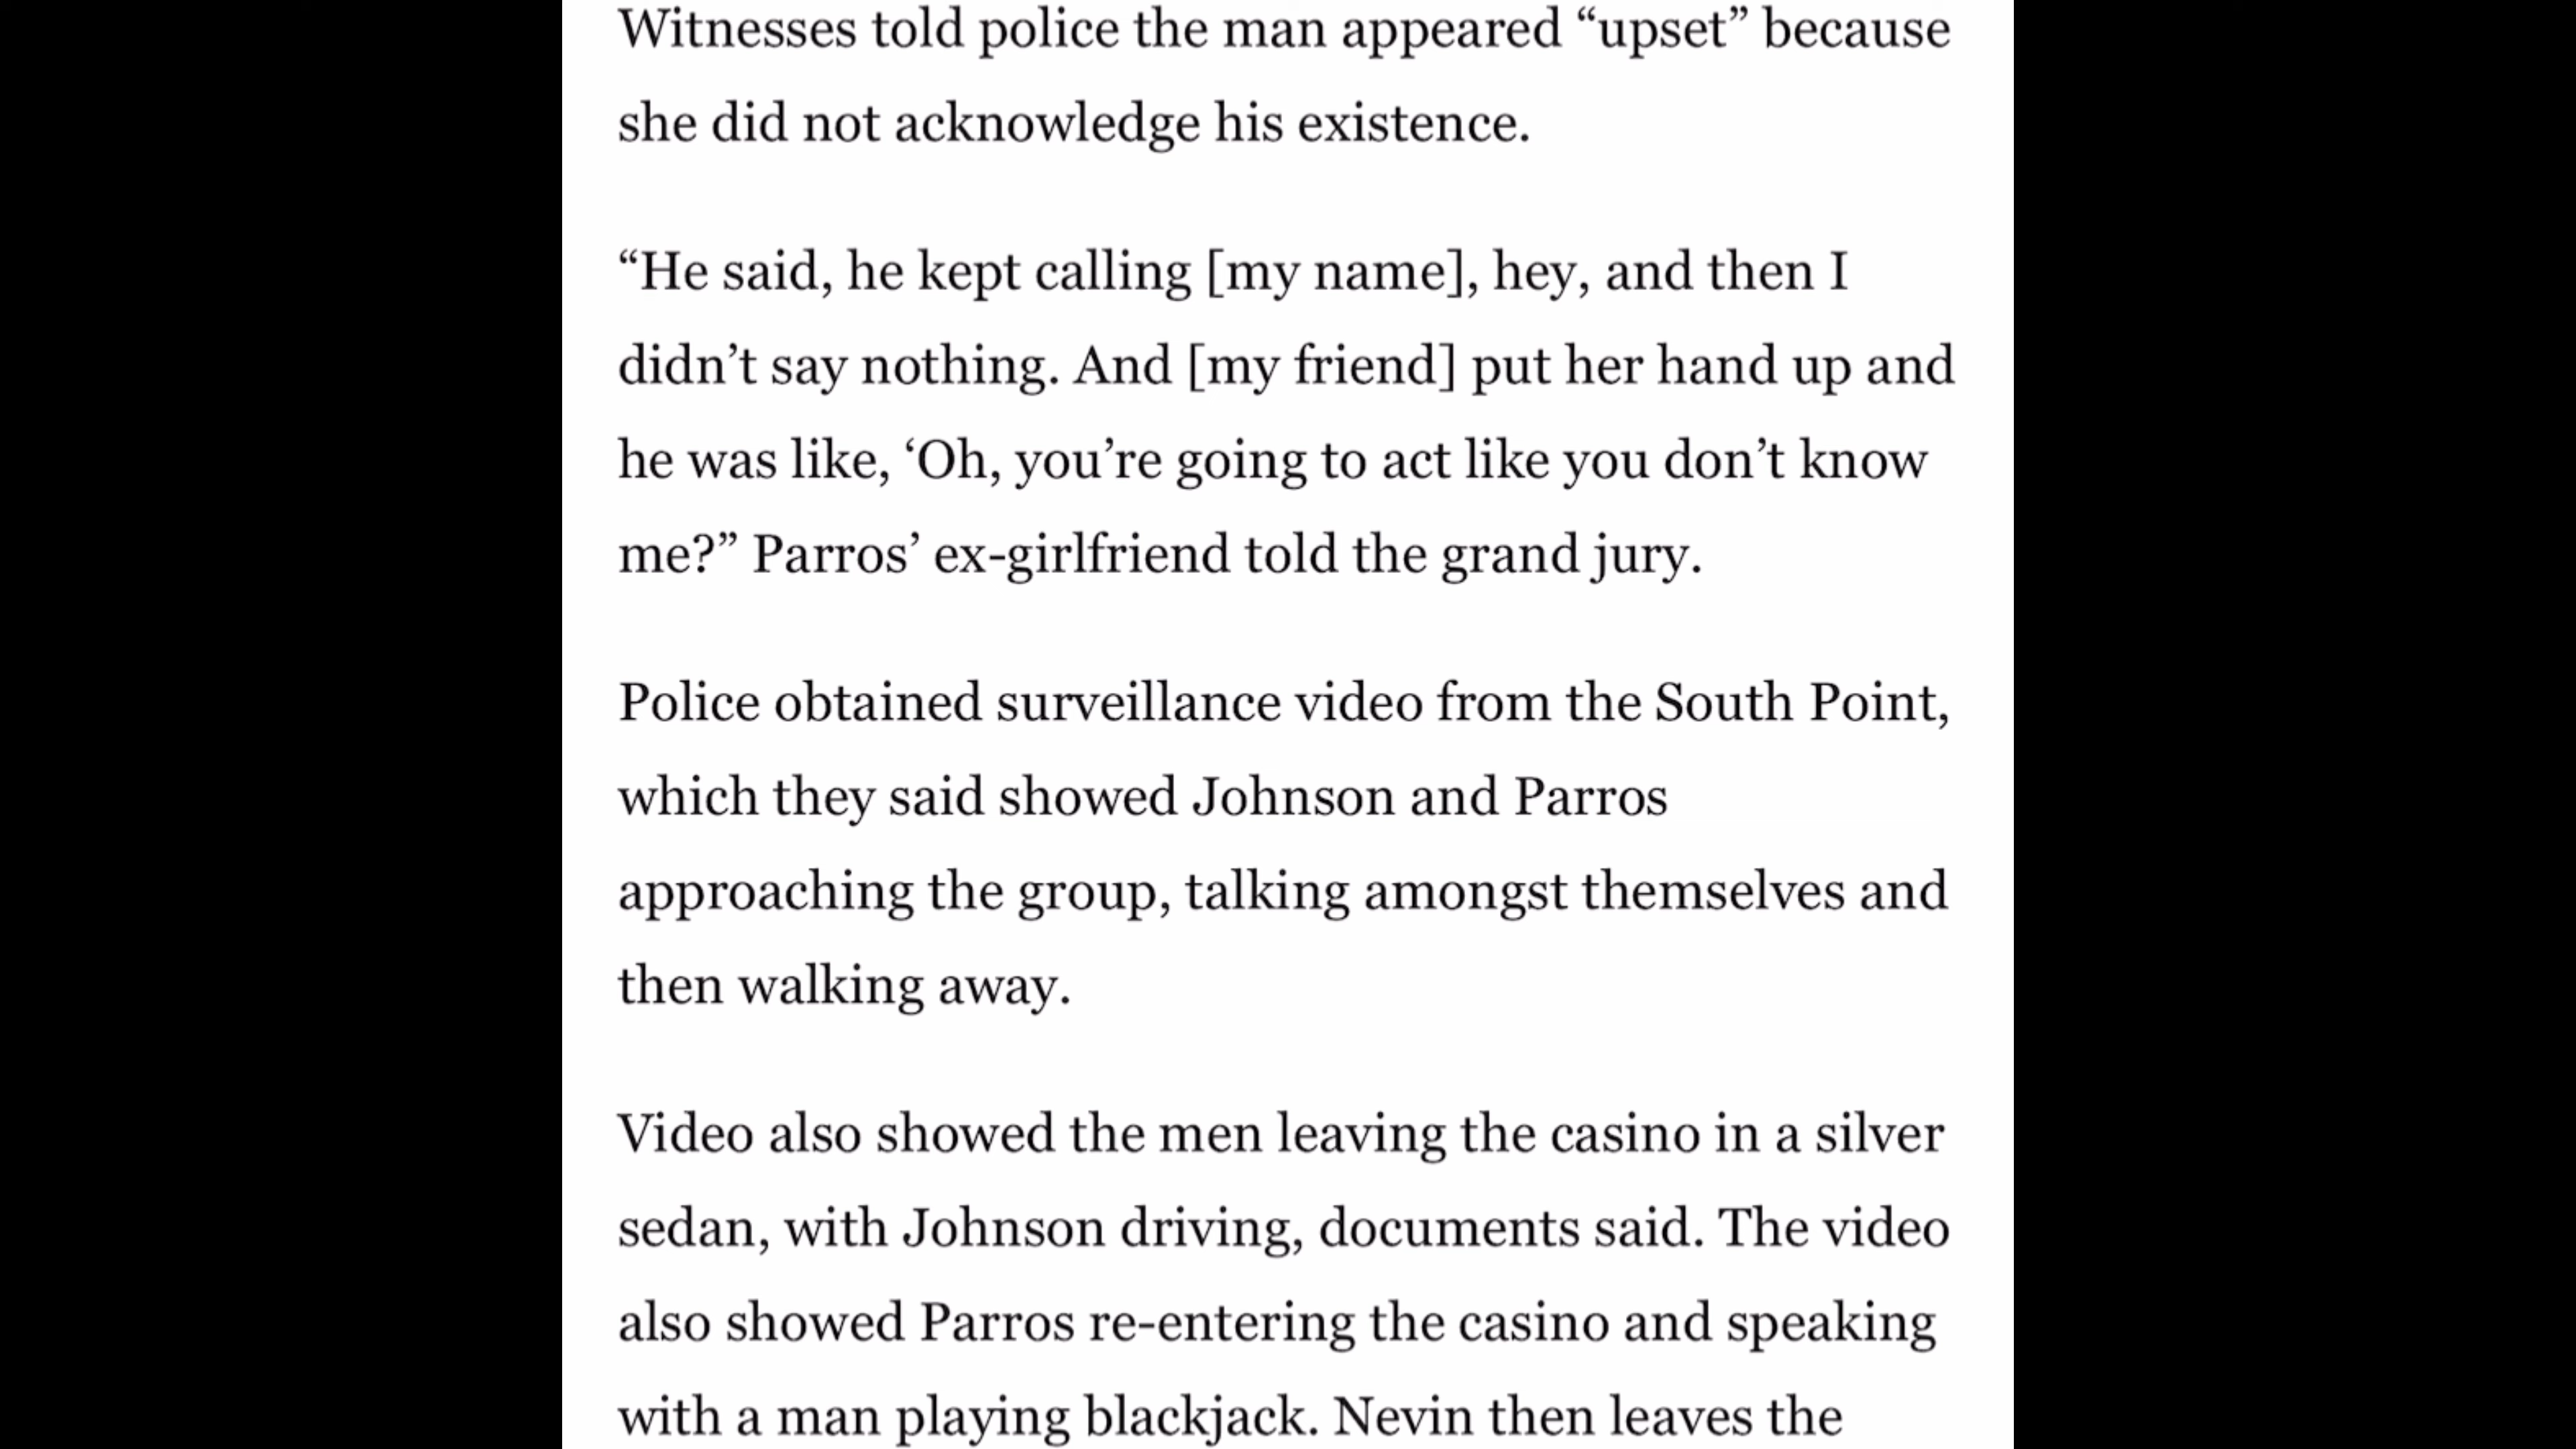 Witnesses told police the man appeared “upset” because
she did not acknowledge his existence.
“He said, he kept calling [my name], hey, and then I
didn’t say nothing. And [my friend] put her hand up and
he was like, ‘Oh, you’re going to act like you don’t know
me?” Parros’ ex-girlfriend told the grand jury.
Police obtained surveillance video from the South Point,
which they said showed Johnson and Parros
approaching the group, talking amongst themselves and
then walking away.
Video also showed the men leaving the casino in a silver
sedan, with Johnson driving, documents said. The video
also showed Parros re-entering the casino and speaking
with a man playing blackjack. Nevin then leaves the